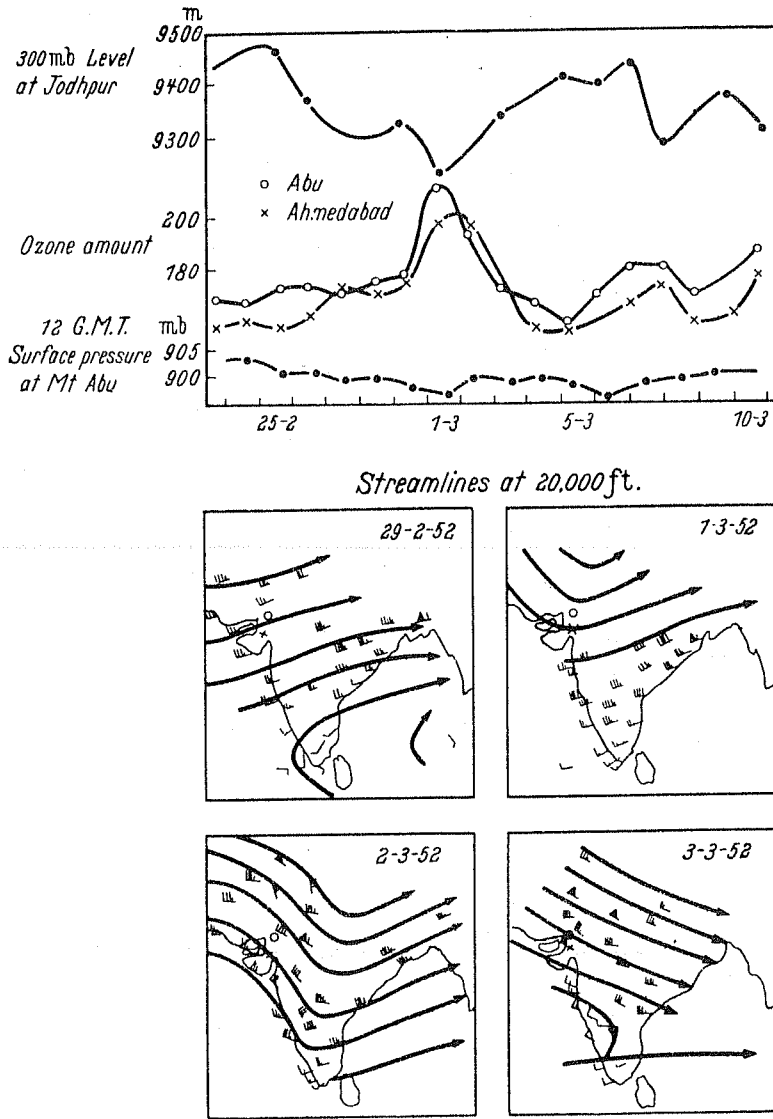 m
9500
300mb Level
at Jodhpur
9400
9300
o Abu
x Ahmedabad
200
Ozone amount
180
12 G.M.T. mb
Surface pressure
at Mt Abu
905
900
25-2 1-3 5-3 10-3
Streamlines at 20,000 ft.
29-2-52
1-3-52
2-3-52
3-3-52